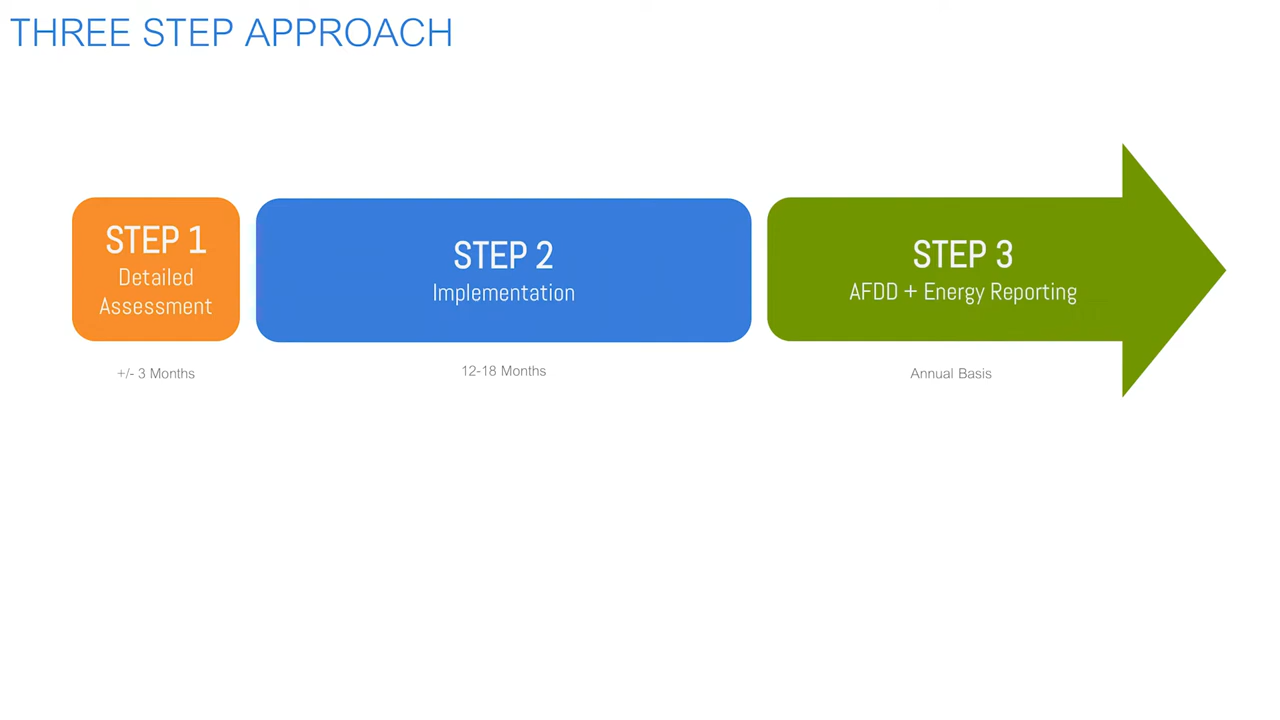 THREE STEP APPROACH
STEP 1
Detailed
Assessment
+/- 3 Months
STEP 2
Implementation
12-18 Months
STEP 3
AFDD + Energy Reporting
Annual Basis